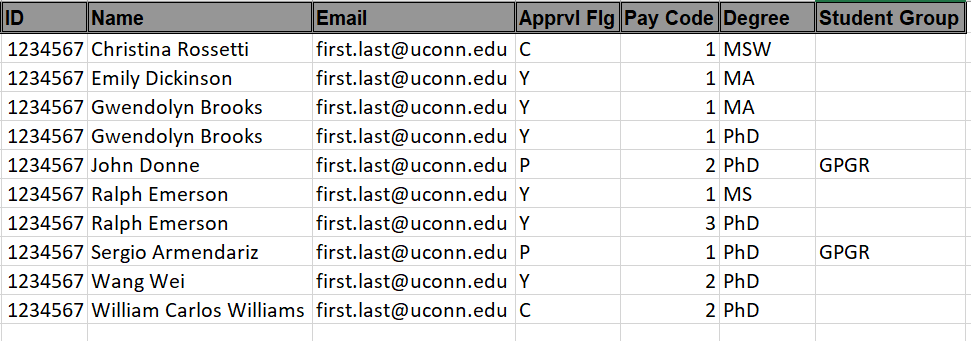 ID Name Email Apprvl Flg Pay Code Degree Student Group
1234567 Christina Rossetti first.last@uconn.edu C 1 MSW
1234567 Emily Dickinson first.last@uconn.edu Y 1 MA
1234567 Gwendolyn Brooks first.last@uconn.edu Y 1 MA
1234567 Gwendolyn Brooks first.last@uconn.edu Y 1 PhD
1234567 John Donne first.last@uconn.edu P 2 PhD GPGR
1234567 Ralph Emerson first.last@uconn.edu Y 1 MS
1234567 Ralph Emerson first.last@uconn.edu Y 3 PhD
1234567 Sergio Armendariz first.last@uconn.edu P 1 PhD GPGR
1234567 Wang Wei first.last@uconn.edu Y 2 PhD
1234567 William Carlos Williams first.last@uconn.edu C 2 PhD